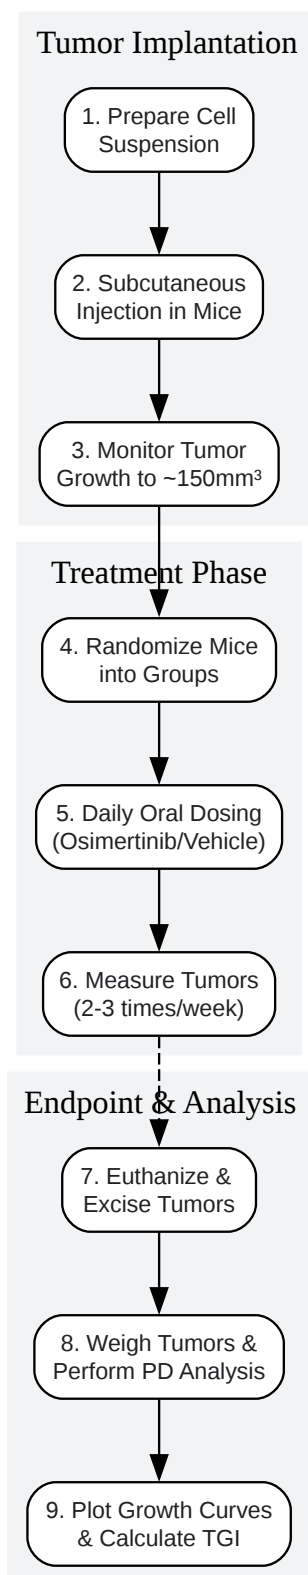 Tumor Implantation
1. Prepare Cell
Suspension
2. Subcutaneous
Injection in Mice
3. Monitor Tumor
Growth to ~150mm³
Treatment Phase
4. Randomize Mice
into Groups
5. Daily Oral Dosing
(Osimertinib/Vehicle)
6. Measure Tumors
(2-3 times/week)
Endpoint & Analysis
7. Euthanize &
Excise Tumors
8. Weigh Tumors &
Perform PD Analysis
9. Plot Growth Curves
& Calculate TGI